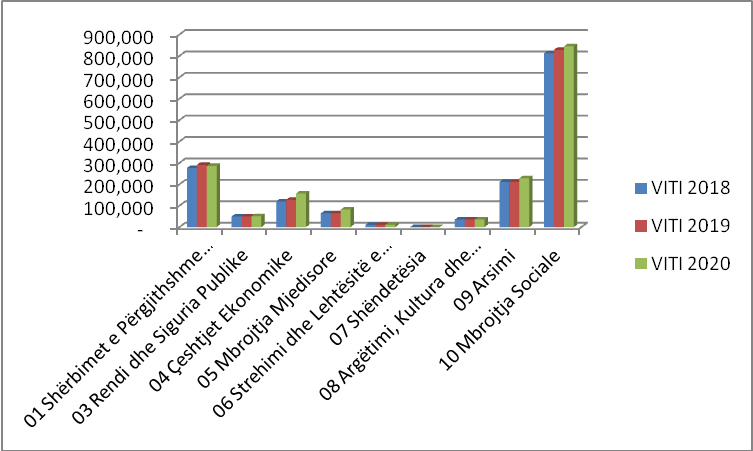 900,000
800,000
700,000
600,000
500,000
400,000
300,000
200,000
100,000
-
01 Shërbimet e Përgjithshme ...
03 Rendi dhe Siguria Publike
04 Çeshtjet Ekonomike
05 Mbrojtja Mjedisore
06 Strehimi dhe Lehtësitë e ...
07 Shëndetësia
08 Argëtimi, Kultura dhe...
09 Arsimi
10 Mbrojtja Sociale
VITI 2018
VITI 2019
VITI 2020